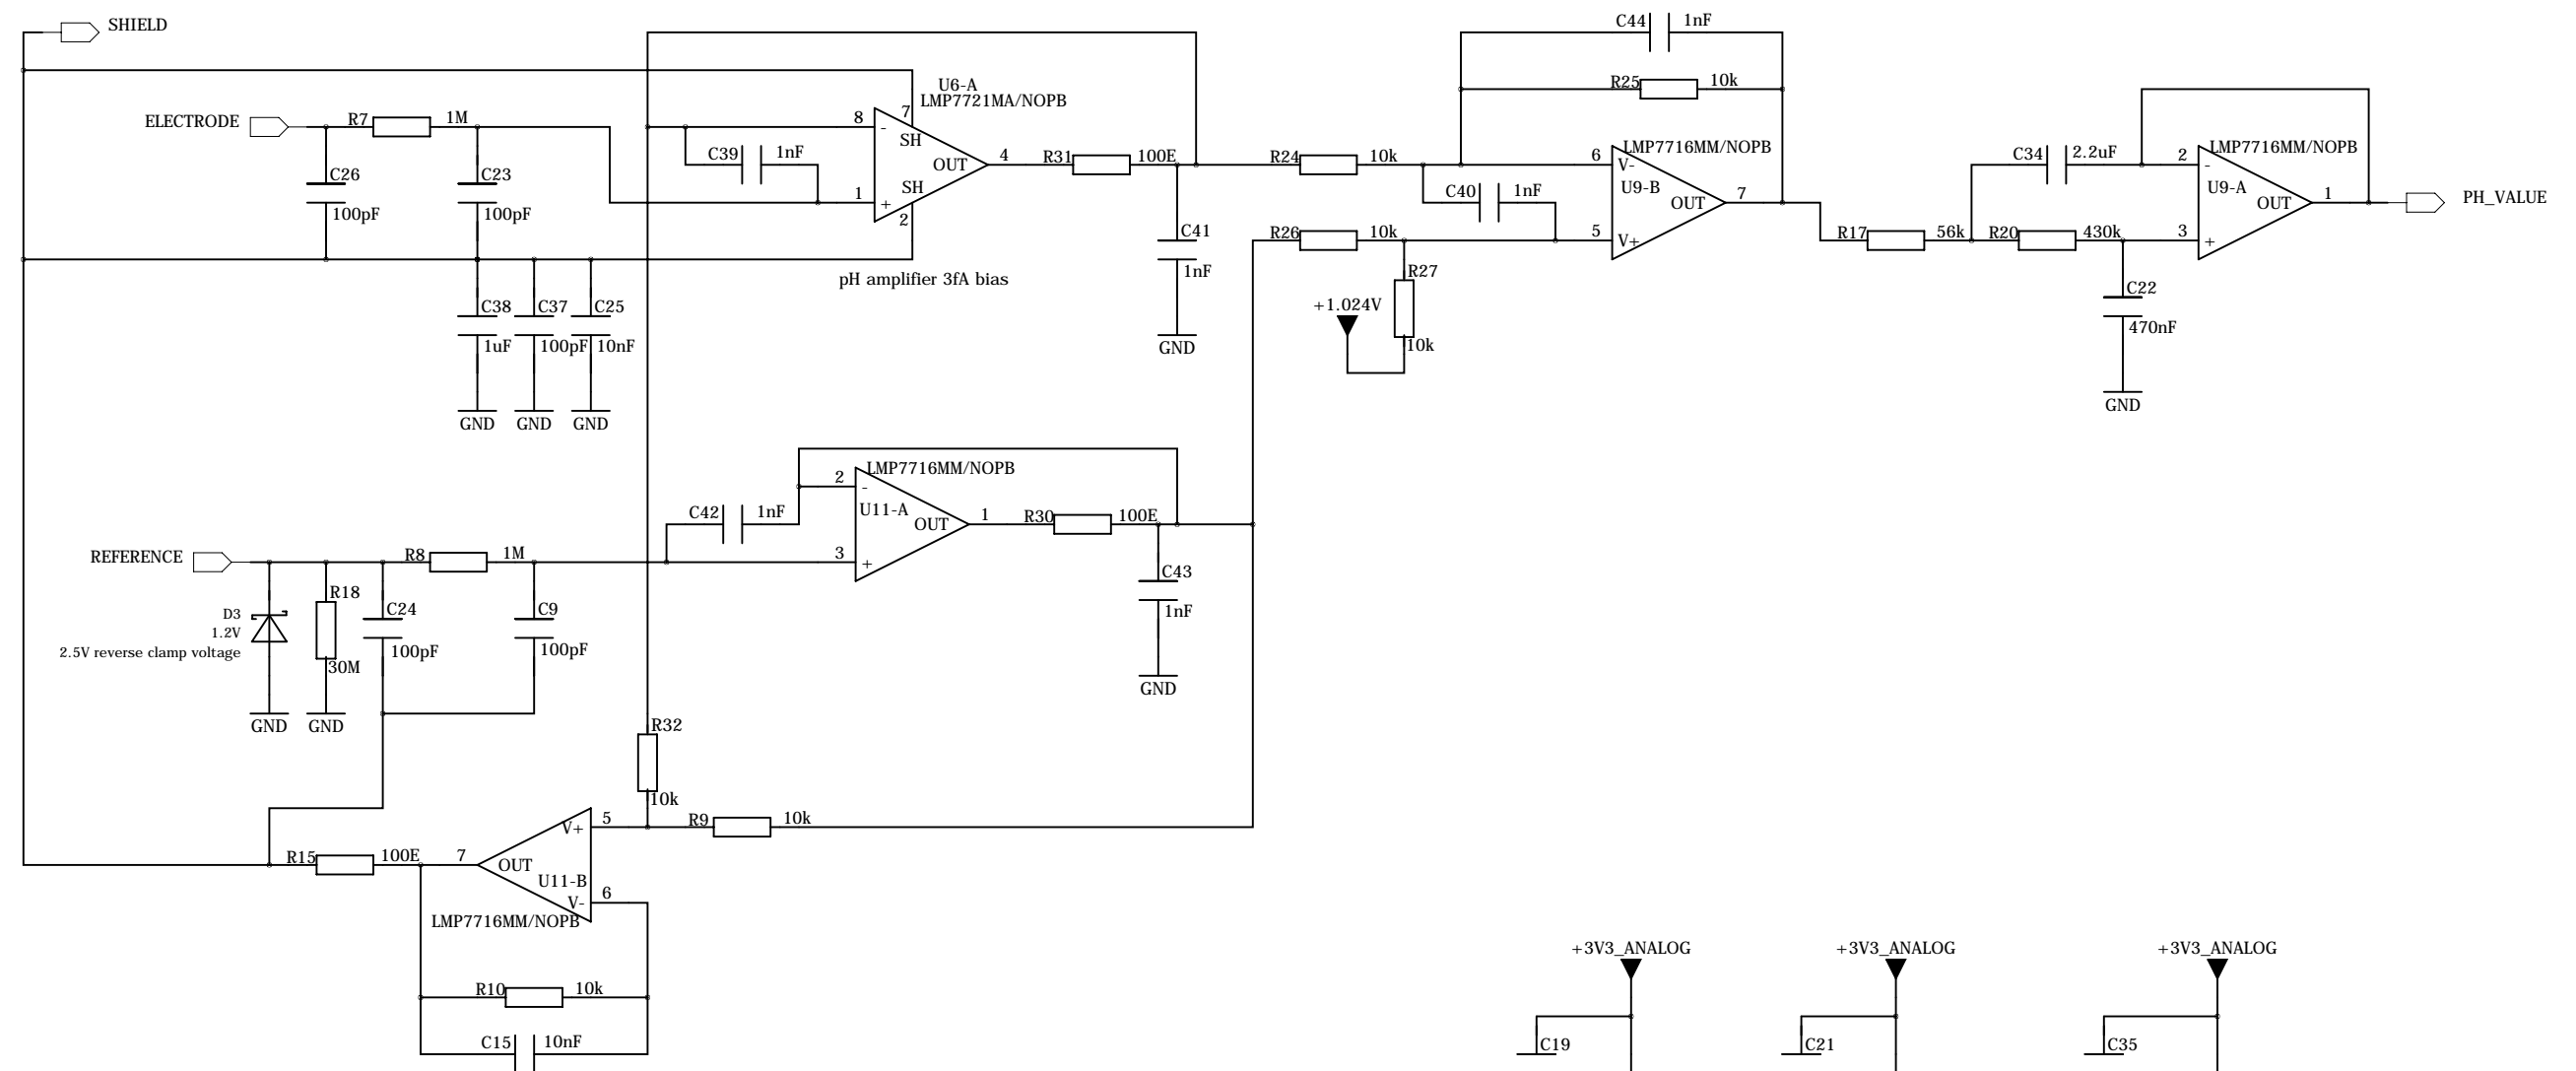 SHIELD
C44 1nF
R25 10k
U6-A
LMP7721MA/NOPB
7
ELECTRODE
R7 1M
8 -
SH
C39 1nF
OUT
4
R31 100E
SH
1 +
2
C26
100pF
C23
100pF
R24 10k
6 V-
LMP7716MM/NOPB
U9-B
C40 1nF
OUT
7
R26 10k
5 V+
C34 2.2uF
2 -
LMP7716MM/NOPB
U9-A
OUT
1
PH_VALUE
R17 56k
R20 430k
3 +
C41
1nF
GND
pH amplifier 3fA bias
R27
+1.024V
10k
C22
470nF
GND
C38
1uF
C37
100pF
C25
10nF
GND GND GND
LMP7716MM/NOPB
2 -
U11-A
C42 1nF
OUT
1
R30 100E
3 +
REFERENCE
R8 1M
C43
1nF
GND
D3
1.2V
2.5V reverse clamp voltage
R18
30M
C24
100pF
C9
100pF
GND GND
R32
10k
R9 10k
5 V+
R15 100E
7
OUT
U11-B
6
V-
LMP7716MM/NOPB
R10 10k
C15 10nF
+3V3_ANALOG +3V3_ANALOG +3V3_ANALOG
C19 C21 C35